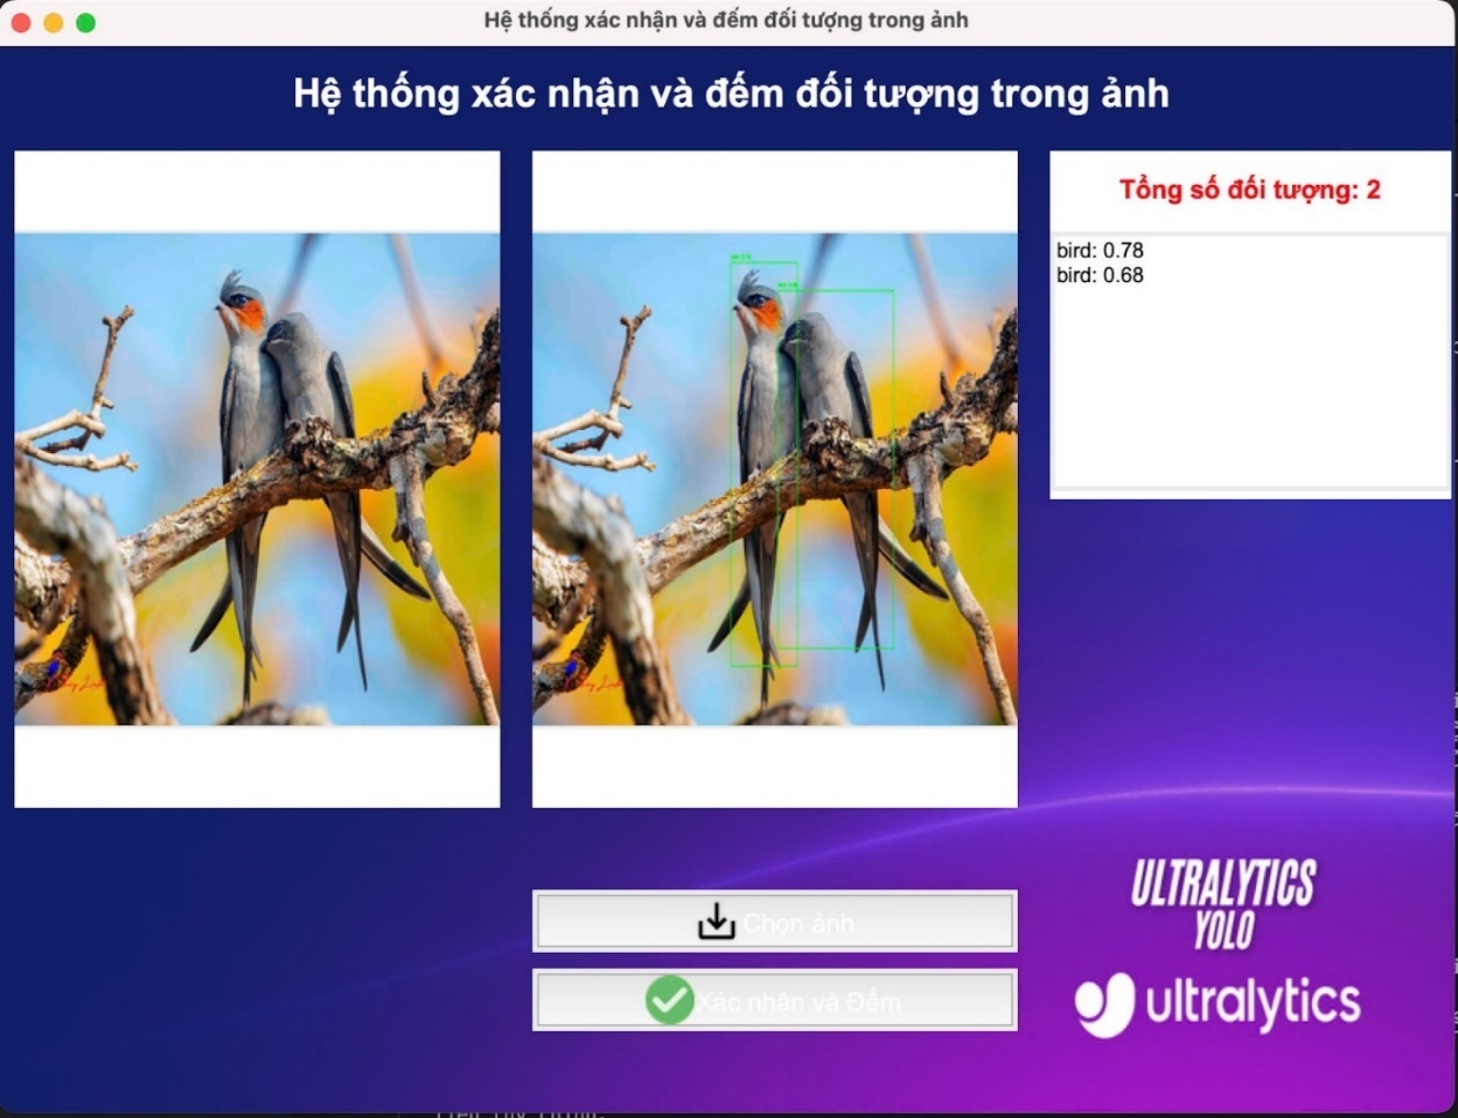 Hệ thống xác nhận và đếm đối tượng trong ảnh
Hệ thống xác nhận và đếm đối tượng trong ảnh
Tổng số đối tượng: 2
bird: 0.78
bird: 0.68
Chọn ảnh
Xác nhận và Đếm
ULTRALYTICS
YOLO
ultralytics